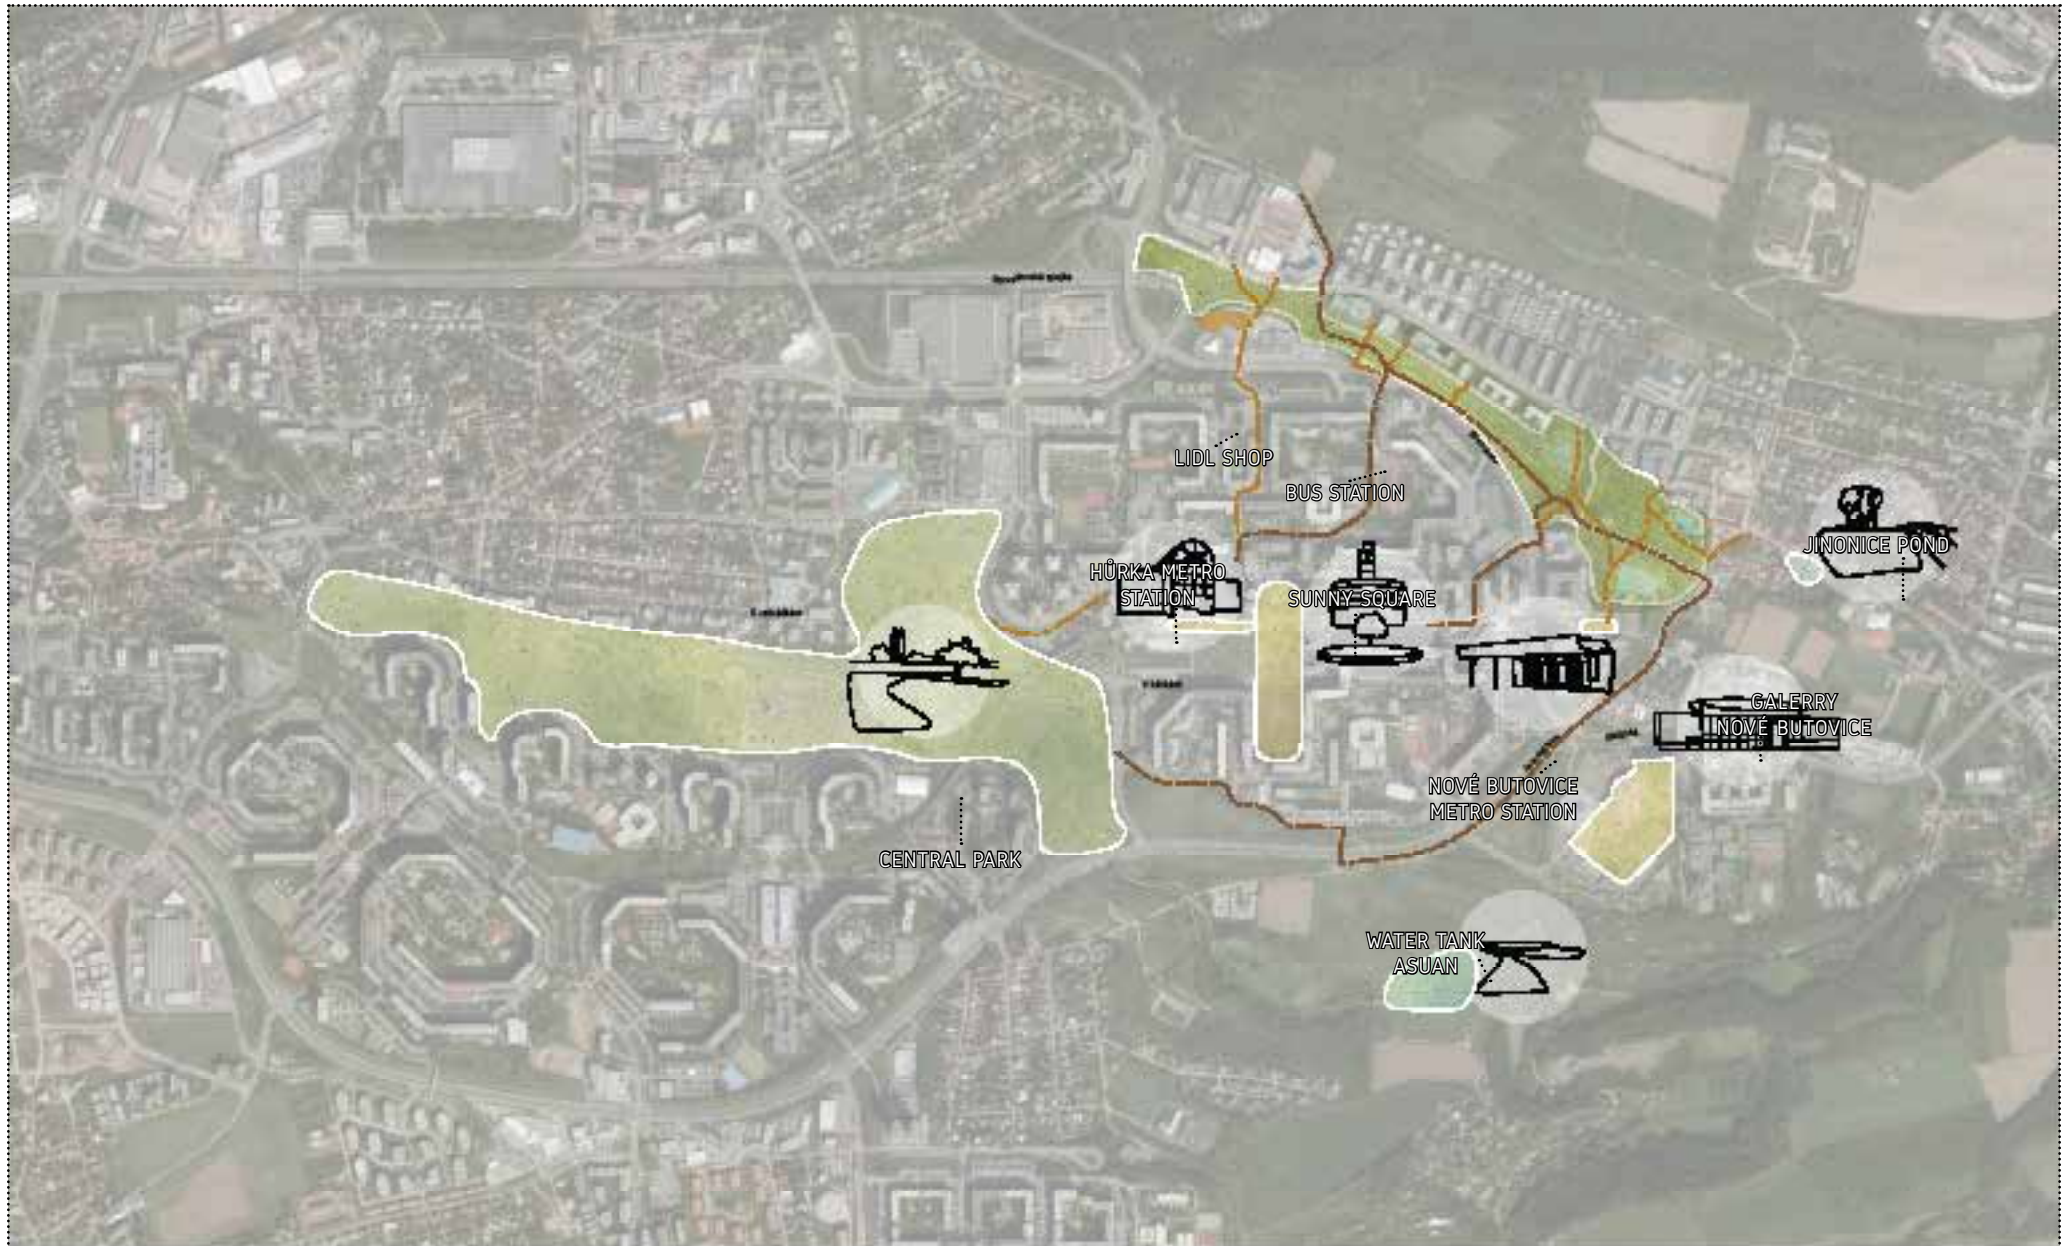 LIDL SHOP
BUS STATION
JINONICE POND
HŮRKA METRO
STATION
SUNNY SQUARE
GALERRY
NOVÉ BUTOVICE
NOVÉ BUTOVICE
METRO STATION
CENTRAL PARK
WATER TANK
ASUAN